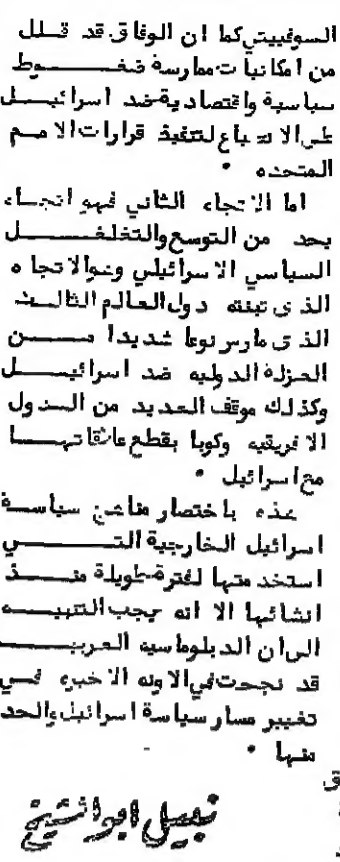 السوفييتي كما ان الوفاق قد قلل
من امكانيات ممارسة ضغوط
سياسية واقتصادية ضد اسرائيل
على الانصياع لتنفيذ قرارات الامم
المتحده .
اما الاتجاه الثاني فهو اتجاه
يحد من التوسع والتغلغل
السياسي الاسرائيلي وهو الاتجاه
الذي تبنته دول العالم الثالث
الذي مارس نوعا شديدا من
العزلة الدوليه ضد اسرائيل
وكذلك موقف العديد من الدول
الافريقيه وكوبا بقطع علاقاتها
مع اسرائيل .
هذه باختصار سياسة
اسرائيل الخارجية التي
استخدمتها لفترة طويلة منذ
انشائها الا انه يجب التنبيه
الى ان الدبلوماسيه العربيه
قد نجحت في الاونه الاخيره في
تغيير مسار سياسة اسرائيل والحد
منها .
نبيل ابو الشيخ